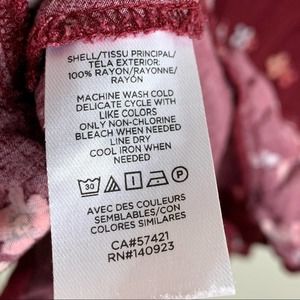 SHELL/TISSU PRINCIPAL/
TELA EXTERIOR:
100% RAYON/RAYONNE/
RAYÓN
MACHINE WASH COLD
DELICATE CYCLE WITH
LIKE COLORS
ONLY NON-CHLORINE
BLEACH WHEN NEEDED
LINE DRY
COOL IRON WHEN
NEEDED
30 P
AVEC DES COULEURS
SEMBLABLES/CON
COLORES SIMILARES
CA#57421
RN#140923